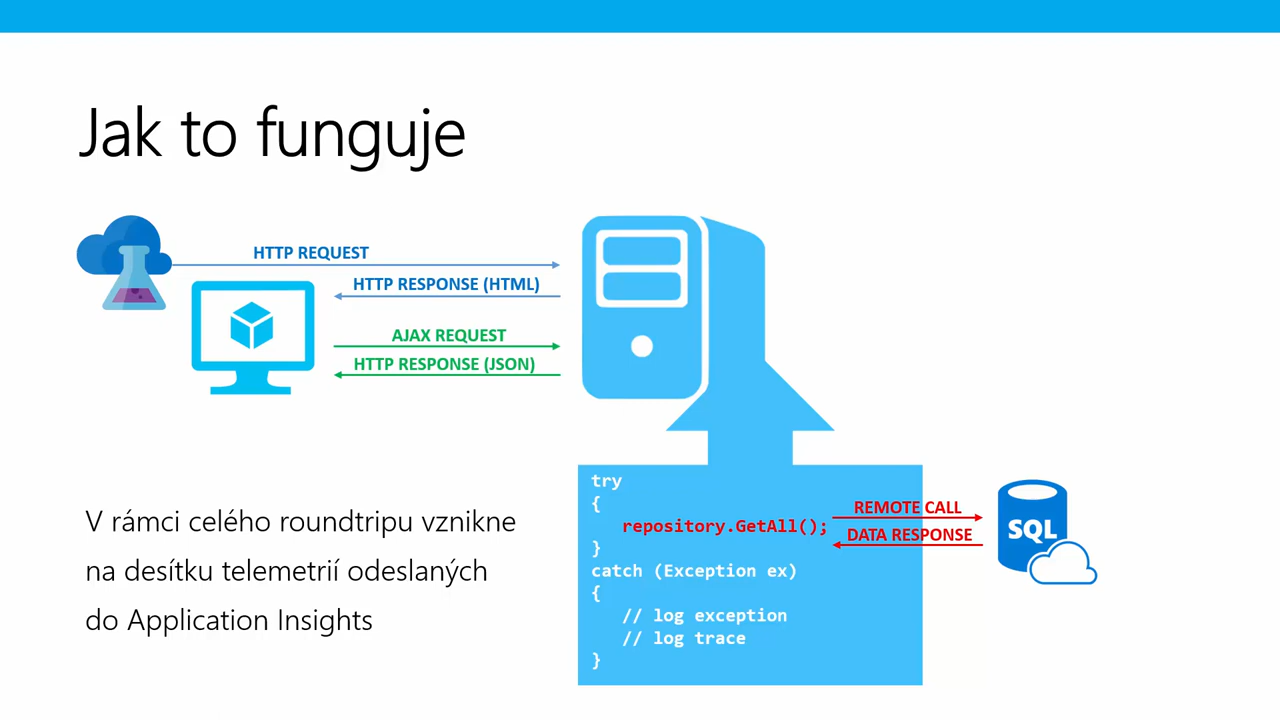 Jak to funguje
HTTP REQUEST
HTTP RESPONSE (HTML)
AJAX REQUEST
HTTP RESPONSE (JSON)
V rámci celého roundtripu vznikne
na desítku telemetrií odeslaných
do Application Insights
try
{
repository.GetAll();
}
catch (Exception ex)
{
// log exception
// log trace
}
REMOTE CALL
DATA RESPONSE
SQL